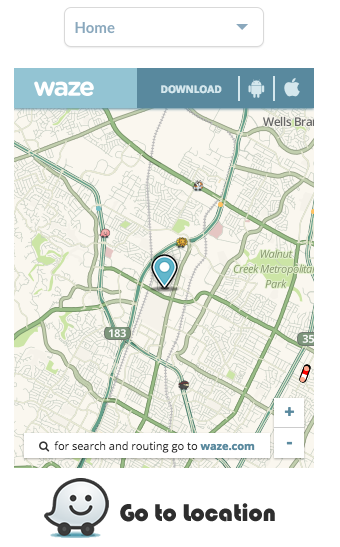 Home
waze DOWNLOAD
Wells Bran
Walnut
Creek Metropolitan
Park
183
35
+
-
for search and routing go to waze.com
Go to Location